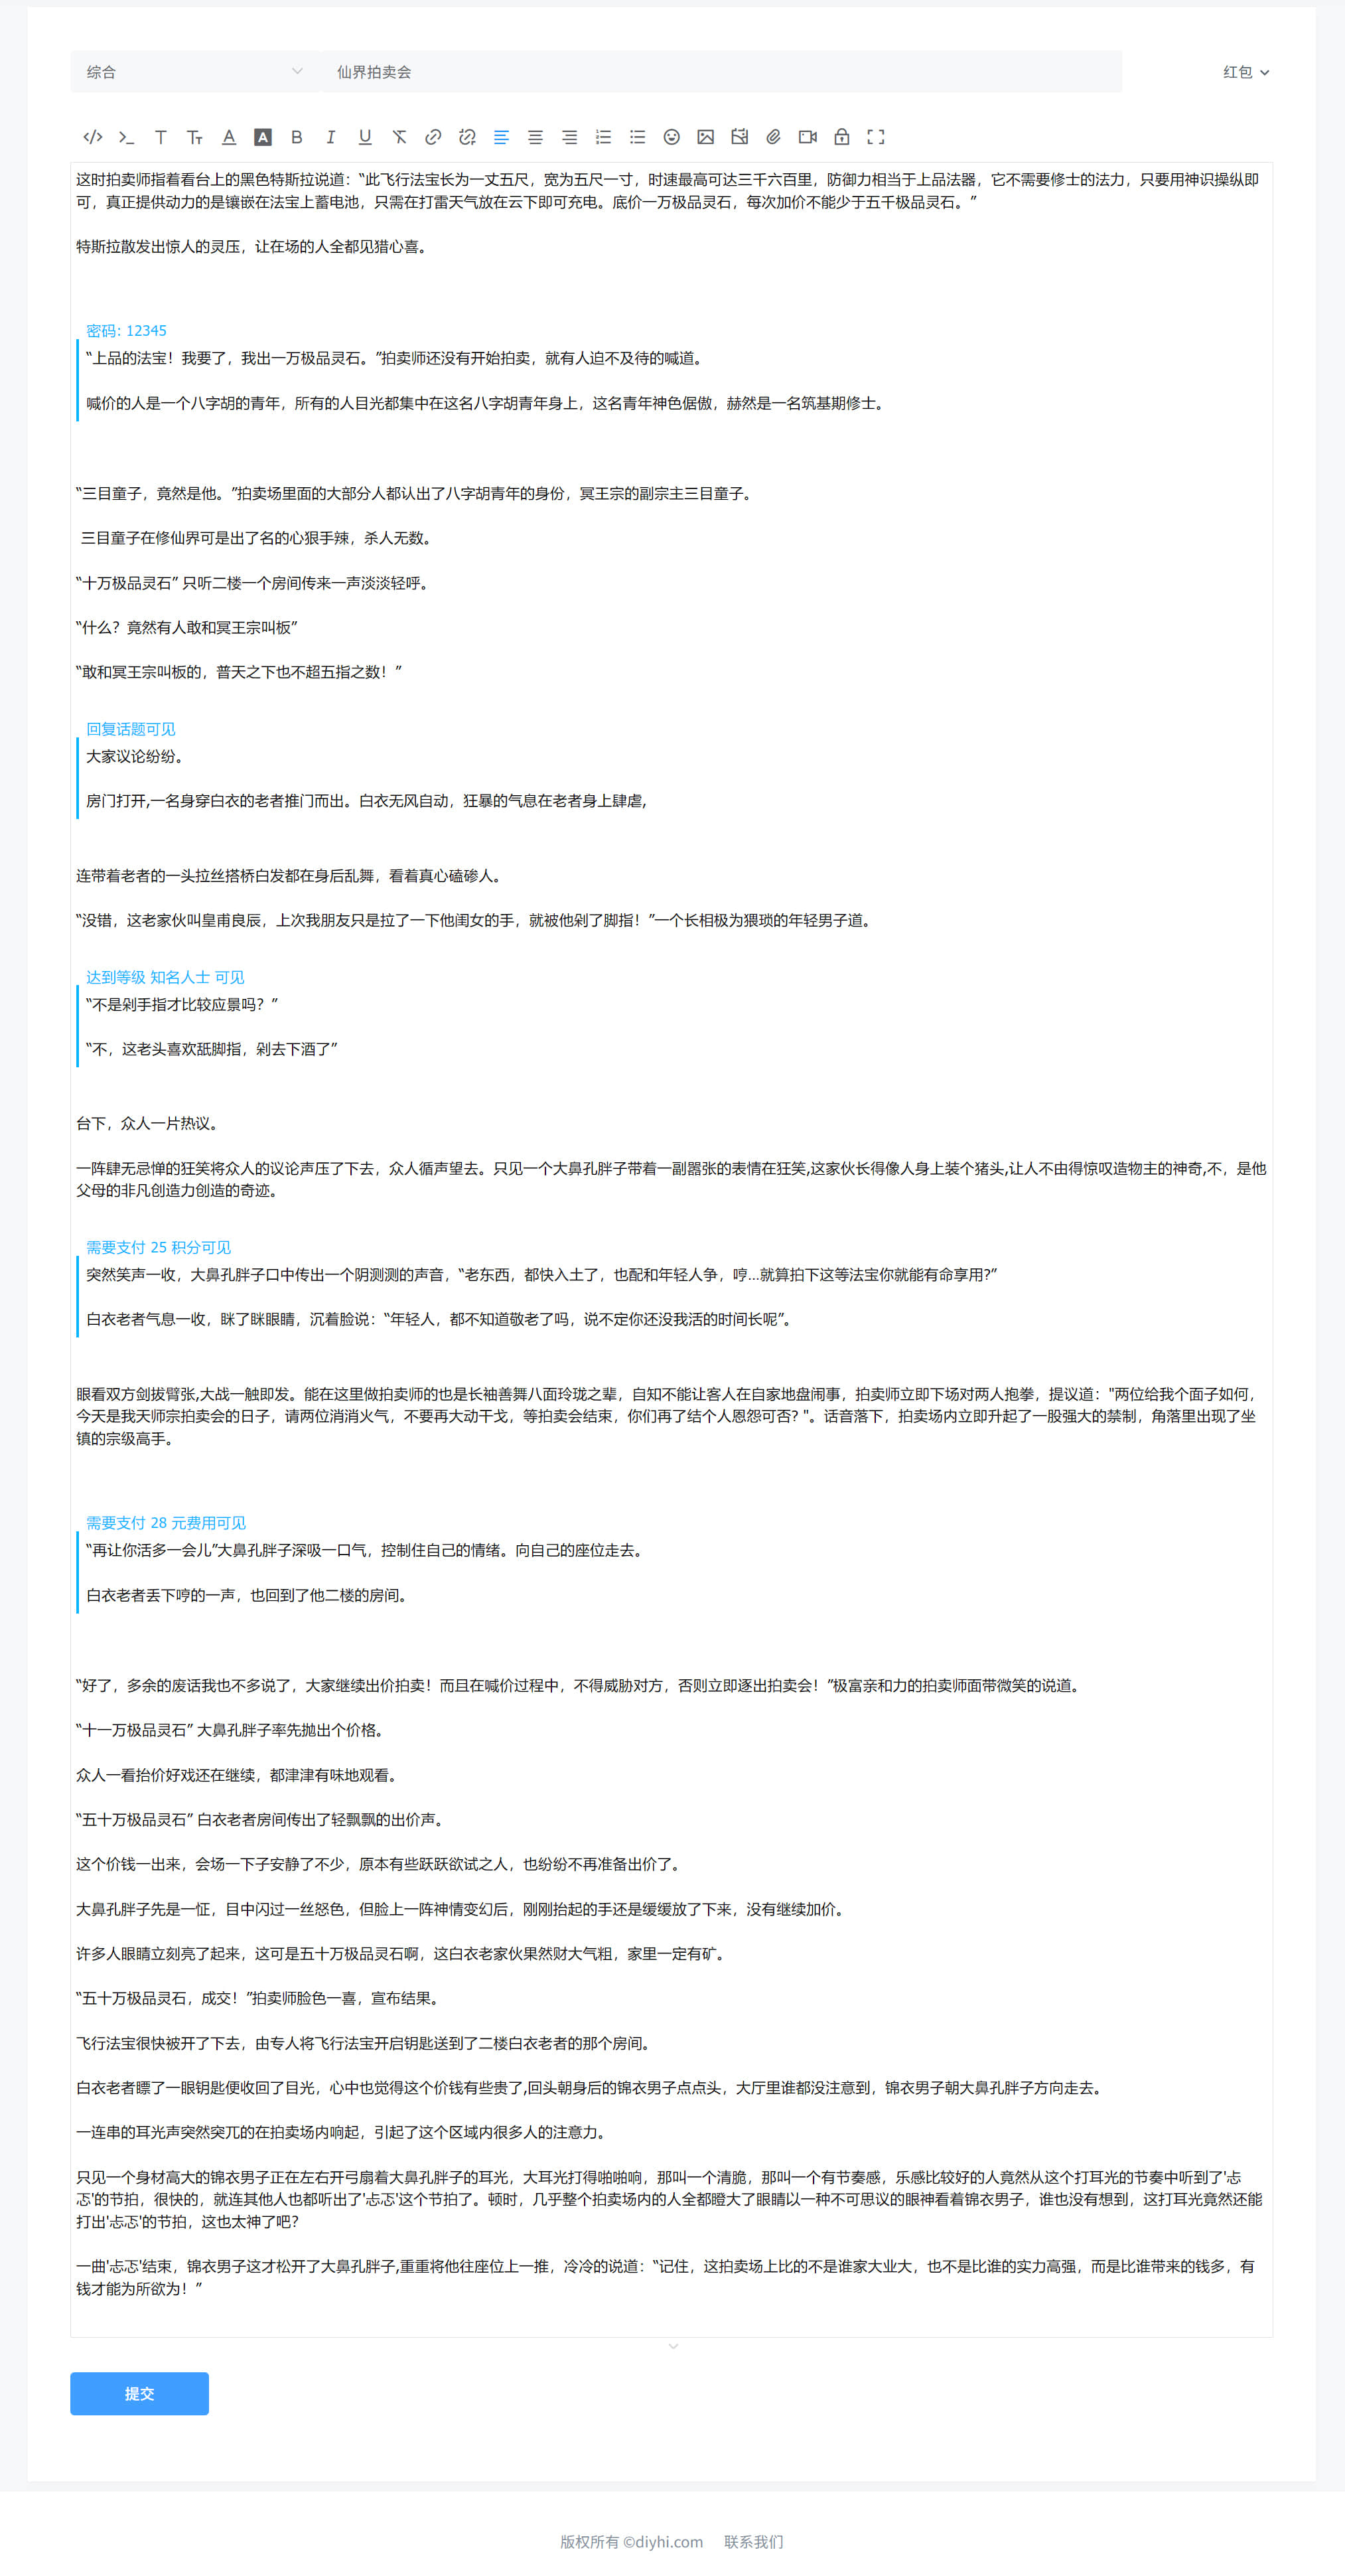 综合
仙界拍卖会
红包
这时拍卖师指着看台上的黑色特斯拉说道：“此飞行法宝长为一丈五尺，宽为五尺一寸，时速最高可达三千六百里，防御力相当于上品法器，它不需要修士的法力，只要用神识操纵即
可，真正提供动力的是镶嵌在法宝上蓄电池，只需在打雷天气放在云下即可充电。底价一万极品灵石，每次加价不能少于五千极品灵石。”
特斯拉散发出惊人的灵压，让在场的人全都见猎心喜。
密码: 12345
“上品的法宝！我要了，我出一万极品灵石。”拍卖师还没有开始拍卖，就有人迫不及待的喊道。
喊价的人是一个八字胡的青年，所有的人目光都集中在这名八字胡青年身上，这名青年神色倨傲，赫然是一名筑基期修士。
“三目童子，竟然是他。”拍卖场里面的大部分人都认出了八字胡青年的身份，冥王宗的副宗主三目童子。
三目童子在修仙界可是出了名的心狠手辣，杀人无数。
“十万极品灵石” 只听二楼一个房间传来一声淡淡轻呼。
“什么？竟然有人敢和冥王宗叫板”
“敢和冥王宗叫板的，普天之下也不超五指之数！”
回复话题可见
大家议论纷纷。
房门打开,一名身穿白衣的老者推门而出。白衣无风自动，狂暴的气息在老者身上肆虐,
连带着老者的一头拉丝搭桥白发都在身后乱舞，看着真心磕碜人。
“没错，这老家伙叫皇甫良辰，上次我朋友只是拉了一下他闺女的手，就被他剁了脚指！”一个长相极为猥琐的年轻男子道。
达到等级 知名人士 可见
“不是剁手指才比较应景吗？”
“不，这老头喜欢舐脚指，剁去下酒了”
台下，众人一片热议。
一阵肆无忌惮的狂笑将众人的议论声压了下去，众人循声望去。只见一个大鼻孔胖子带着一副嚣张的表情在狂笑,这家伙长得像人身上装个猪头,让人不由得惊叹造物主的神奇,不，是他
父母的非凡创造力创造的奇迹。
需要支付 25 积分可见
突然笑声一收，大鼻孔胖子口中传出一个阴测测的声音，“老东西，都快入土了，也配和年轻人争，哼...就算拍下这等法宝你就能有命享用?”
白衣老者气息一收，眯了眯眼睛，沉着脸说：“年轻人，都不知道敬老了吗，说不定你还没我活的时间长呢”。
眼看双方剑拔臂张,大战一触即发。能在这里做拍卖师的也是长袖善舞八面玲珑之辈，自知不能让客人在自家地盘闹事，拍卖师立即下场对两人抱拳，提议道："两位给我个面子如何，
今天是我天师宗拍卖会的日子，请两位消消火气，不要再大动干戈，等拍卖会结束，你们再了结个人恩怨可否？"。话音落下，拍卖场内立即升起了一股强大的禁制，角落里出现了坐
镇的宗级高手。
需要支付 28 元费用可见
“再让你活多一会儿”大鼻孔胖子深吸一口气，控制住自己的情绪。向自己的座位走去。
白衣老者丢下哼的一声，也回到了他二楼的房间。
“好了，多余的废话我也不多说了，大家继续出价拍卖！而且在喊价过程中，不得威胁对方，否则立即逐出拍卖会！”极富亲和力的拍卖师面带微笑的说道。
“十一万极品灵石” 大鼻孔胖子率先抛出个价格。
众人一看抬价好戏还在继续，都津津有味地观看。
“五十万极品灵石” 白衣老者房间传出了轻飘飘的出价声。
这个价钱一出来，会场一下子安静了不少，原本有些跃跃欲试之人，也纷纷不再准备出价了。
大鼻孔胖子先是一怔，目中闪过一丝怒色，但脸上一阵神情变幻后，刚刚抬起的手还是缓缓放了下来，没有继续加价。
许多人眼睛立刻亮了起来，这可是五十万极品灵石啊，这白衣老家伙果然财大气粗，家里一定有矿。
“五十万极品灵石，成交！”拍卖师脸色一喜，宣布结果。
飞行法宝很快被开了下去，由专人将飞行法宝开启钥匙送到了二楼白衣老者的那个房间。
白衣老者瞟了一眼钥匙便收回了目光，心中也觉得这个价钱有些贵了,回头朝身后的锦衣男子点点头，大厅里谁都没注意到，锦衣男子朝大鼻孔胖子方向走去。
一连串的耳光声突然突兀的在拍卖场内响起，引起了这个区域内很多人的注意力。
只见一个身材高大的锦衣男子正在左右开弓扇着大鼻孔胖子的耳光，大耳光打得啪啪响，那叫一个清脆，那叫一个有节奏感，乐感比较好的人竟然从这个打耳光的节奏中听到了'忐
忑'的节拍，很快的，就连其他人也都听出了'忐忑'这个节拍了。顿时，几乎整个拍卖场内的人全都瞪大了眼睛以一种不可思议的眼神看着锦衣男子，谁也没有想到，这打耳光竟然还能
打出'忐忑'的节拍，这也太神了吧？
一曲'忐忑'结束，锦衣男子这才松开了大鼻孔胖子,重重将他往座位上一推，冷冷的说道：“记住，这拍卖场上比的不是谁家大业大，也不是比谁的实力高强，而是比谁带来的钱多，有
钱才能为所欲为！”
提交
版权所有 ©diyhi.com 联系我们